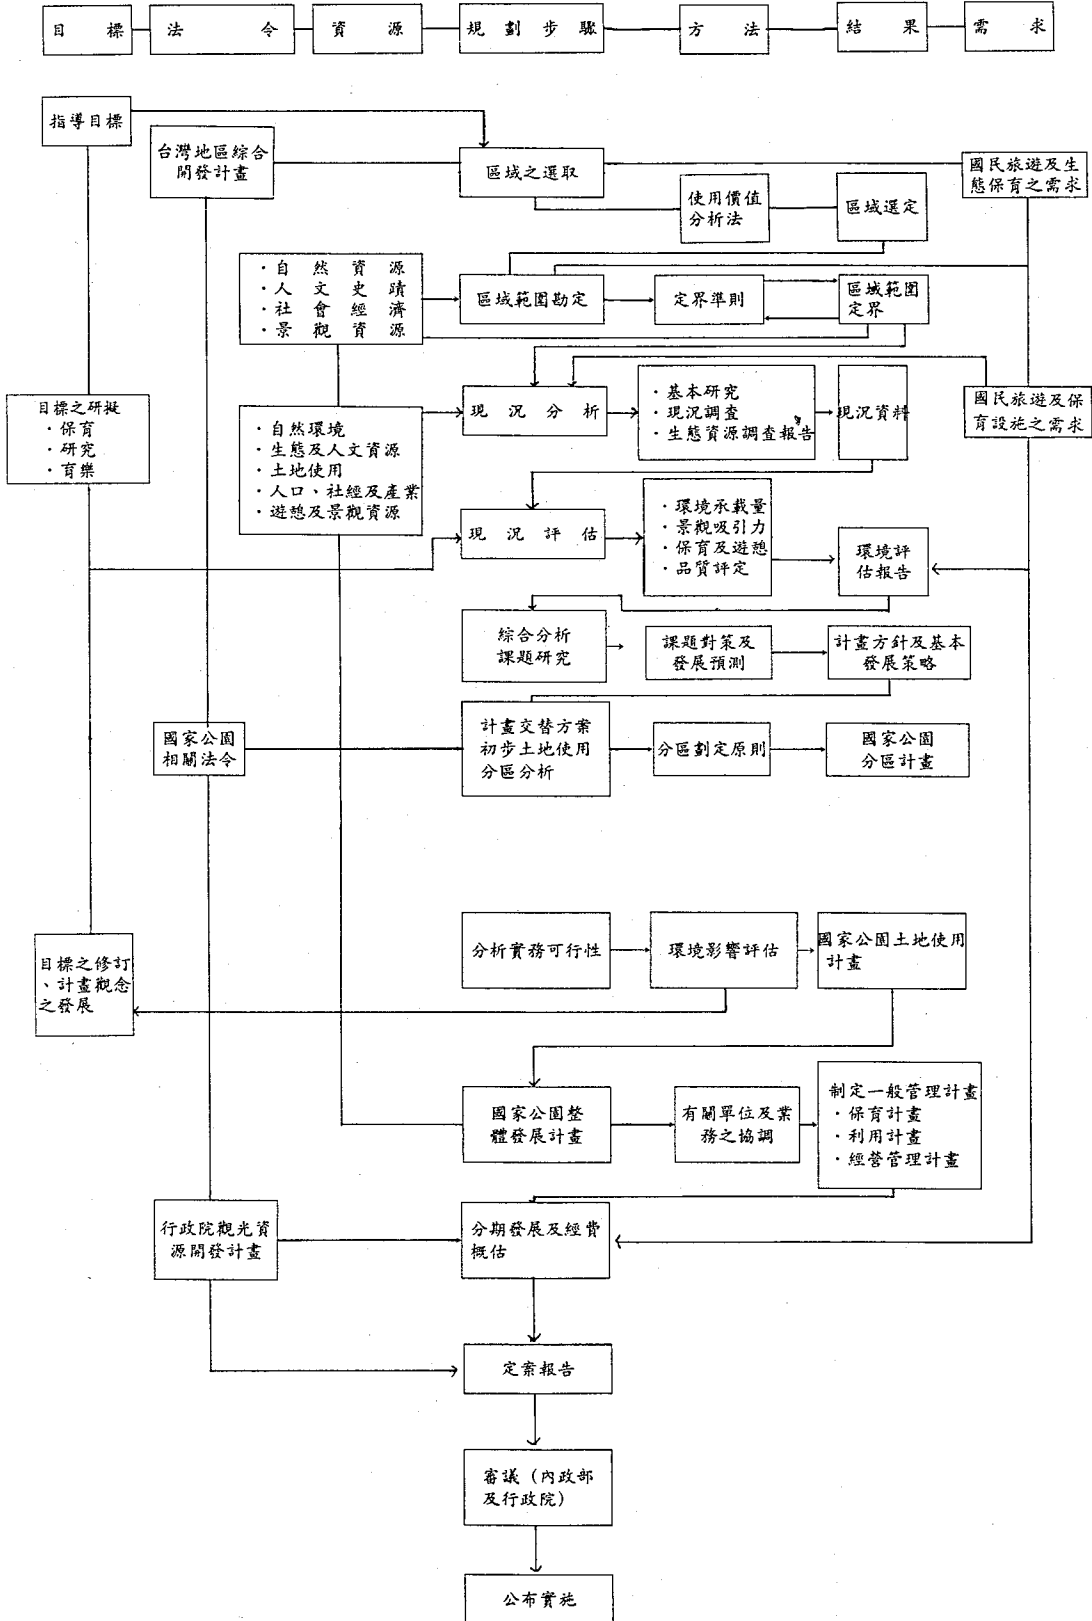 目標
法令
資源
規劃步驟
方法
結果
需求
指導目標
台灣地區綜合
開發計畫
區域之選取
國民旅遊及生
態保育之需求
使用價值
分析法
區域選定
·自然資源
·人文史蹟
·社會經濟
·景觀資源
區域範圍勘定
定界準則
區域範圍
定界
目標之研擬
·保育
·研究
·育樂
·自然環境
·生態及人文資源
·土地使用
·人口、社經及產業
·遊憩及景觀資源
現況分析
·基本研究
·現況調查
·生態資源調查報告
現況資料
國民旅遊及保
育設施之需求
現況評估
·環境承載量
·景觀吸引力
·保育及遊憩
·品質評定
環境評
估報告
綜合分析
課題研究
課題對策及
發展預測
計畫方針及基本
發展策略
國家公園
相關法令
計畫交替方案
初步土地使用
分區分析
分區劃定原則
國家公園
分區計畫
目標之修訂
、計畫觀念
之發展
分析實務可行性
環境影響評估
國家公園土地使用
計畫
國家公園整
體發展計畫
有關單位及業
務之協調
制定一般管理計畫
·保育計畫
·利用計畫
·經營管理計畫
行政院觀光資
源開發計畫
分期發展及經費
概估
定案報告
審議(內政部
及行政院)
公布實施